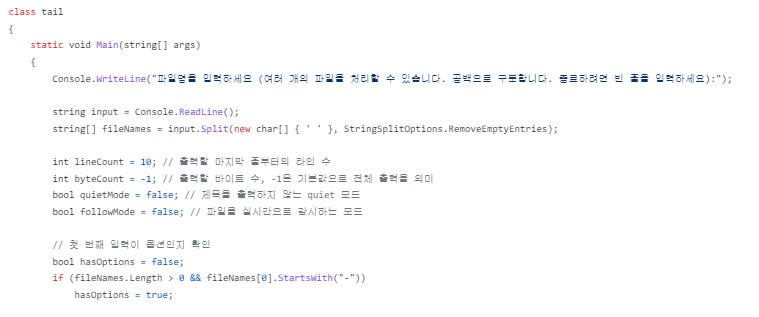 class tail
{
    static void Main(string[] args)
    {
        Console.WriteLine("파일명을 입력하세요 (여러 개의 파일을 처리할 수 있습니다. 공백으로 구분합니다. 종료하려면 빈 줄을 입력하세요):");

        string input = Console.ReadLine();
        string[] fileNames = input.Split(new char[] { ' ' }, StringSplitOptions.RemoveEmptyEntries);

        int lineCount = 10; // 출력할 마지막 줄부터의 라인 수
        int byteCount = -1; // 출력할 바이트 수, -1은 기본값으로 전체 출력을 의미
        bool quietMode = false; // 제목을 출력하지 않는 quiet 모드
        bool followMode = false; // 파일을 실시간으로 감시하는 모드

        // 첫 번째 입력이 옵션인지 확인
        bool hasOptions = false;
        if (fileNames.Length > 0 && fileNames[0].StartsWith("-"))
            hasOptions = true;